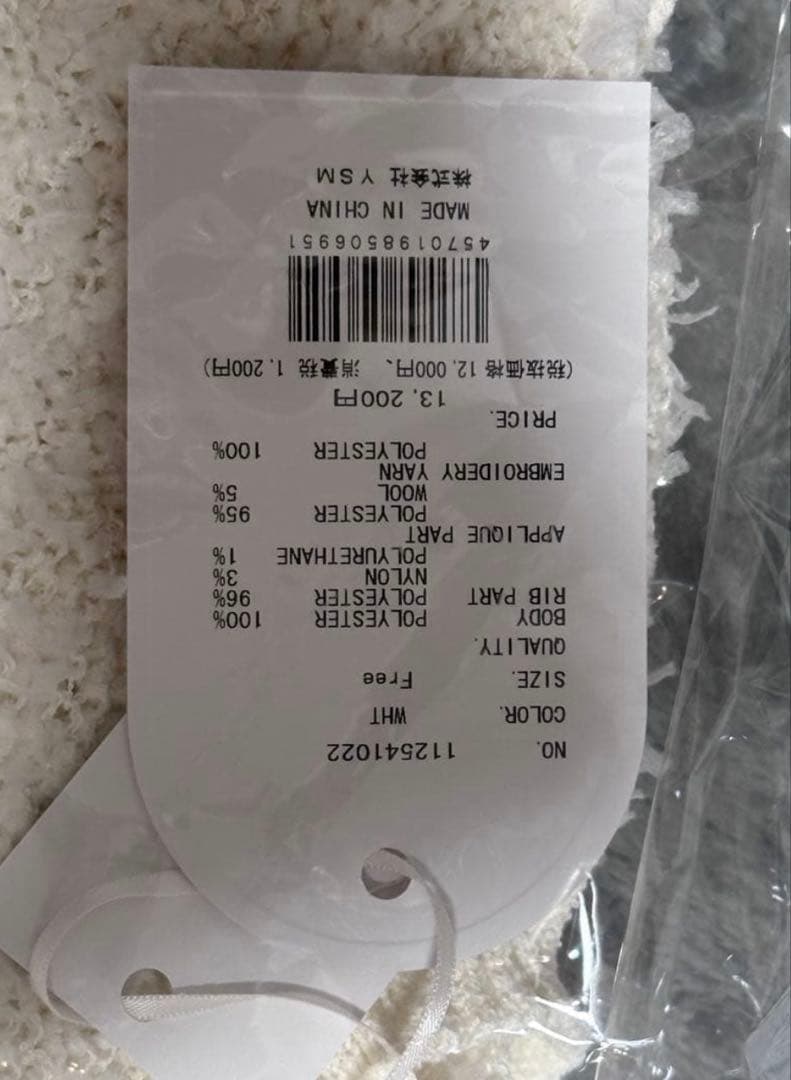 NO. 112541022
COLOR. WHT
SIZE. Free
QUALITY.
BODY POLYESTER 100%
RIB PART POLYESTER 96%
NYLON 3%
POLYURETHANE 1%
APPLIQUE PART
POLYESTER 95%
WOOL 5%
EMBROIDERY YARN
POLYESTER 100%
PRICE.
13,200円
(税抜価格 12,000円、 消費税 1,200円)
4570198506951
MADE IN CHINA
株式会社 YSM